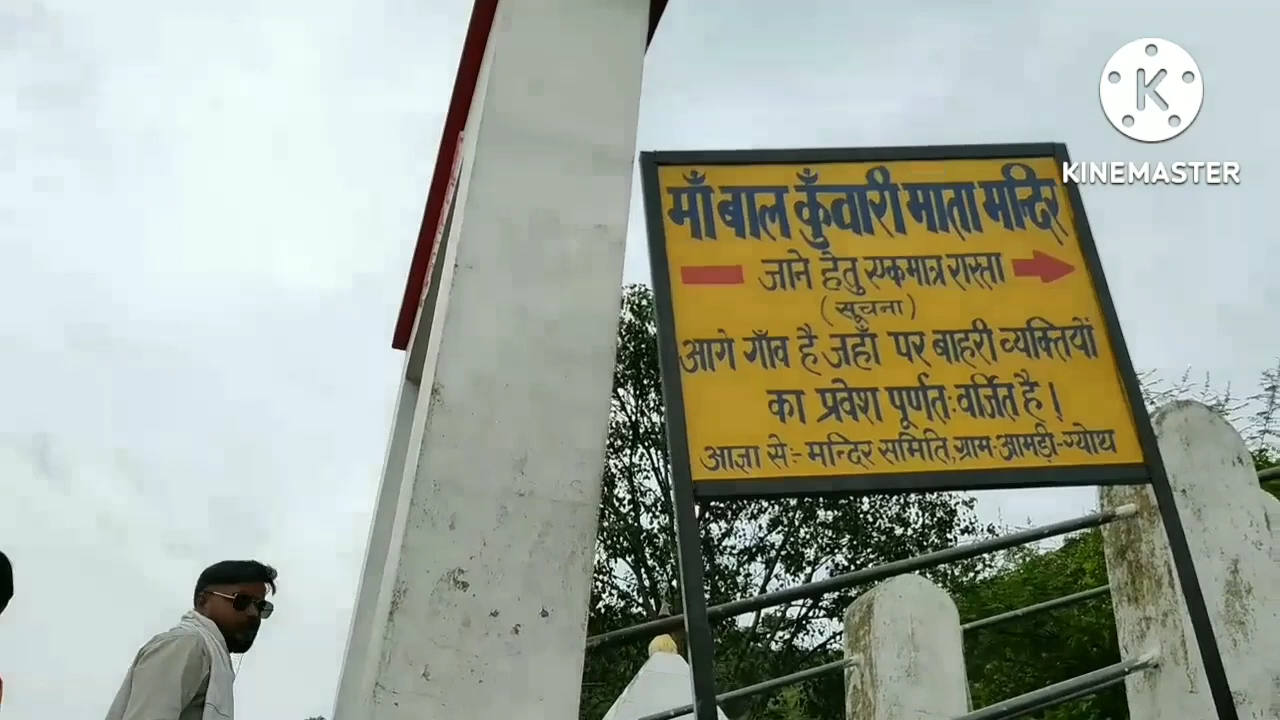 माँ बाल कुँवारी माता मन्दिर
जाने हेतु एकमात्र रास्ता
(सूचना)
आगे गाँव है जहाँ पर बाहरी व्यक्तियों
का प्रवेश पूर्णतः वर्जित है।
आज्ञा से:- मन्दिर समिति, ग्राम-आमड़ी-ग्योथ
K
KINEMASTER